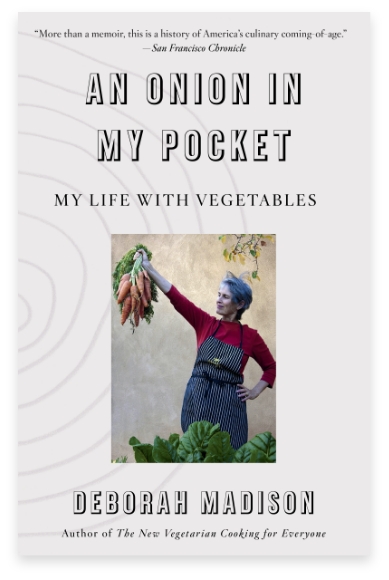 “More than a memoir, this is a history of America’s culinary coming-of-age.”
—San Francisco Chronicle
AN ONION IN
MY POCKET
MY LIFE WITH VEGETABLES
DEBORAH MADISON
Author of The New Vegetarian Cooking for Everyone